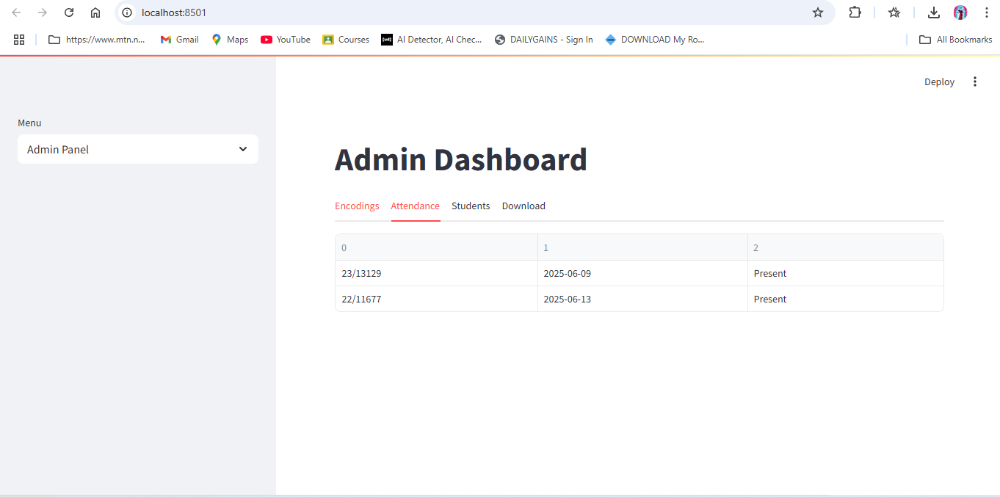 localhost:8501
https://www.mtn.n... Gmail Maps YouTube Courses AI Detector, AI Chec... DAILYGAINS - Sign In DOWNLOAD My Ro... All Bookmarks
Deploy
Menu
Admin Panel
Admin Dashboard
Encodings Attendance Students Download
0 1 2
23/13129 2025-06-09 Present
22/11677 2025-06-13 Present